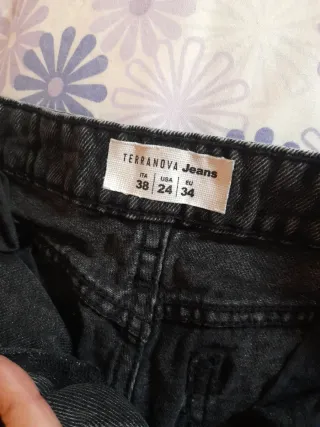 TERRANOVA Jeans
ITA USA EU
38 24 34